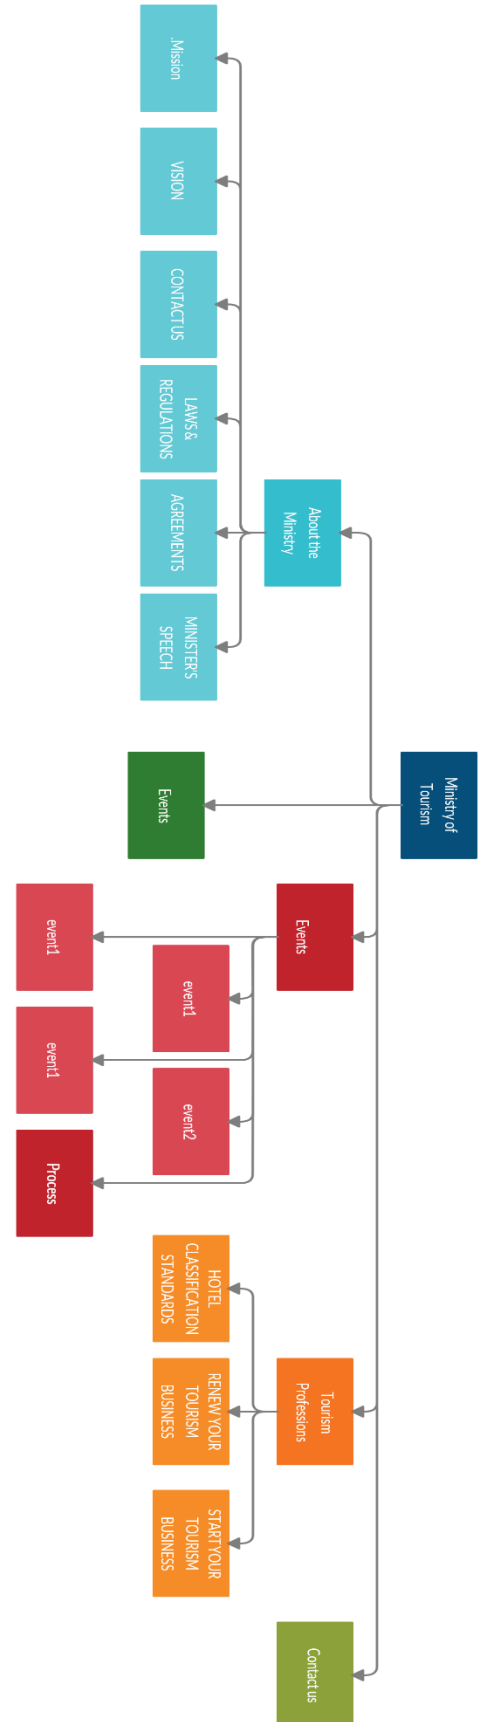 Ministry of
Tourism
About the
Ministry
Events
Tourism
Professions
Contact us
.Mission
VISION
CONTACT US
LAWS &
REGULATIONS
AGREEMENTS
MINISTER'S
SPEECH
Events
event1
event2
HOTEL
CLASSIFICATION
STANDARDS
RENEW YOUR
TOURISM
BUSINESS
START YOUR
TOURISM
BUSINESS
event1
event1
Process